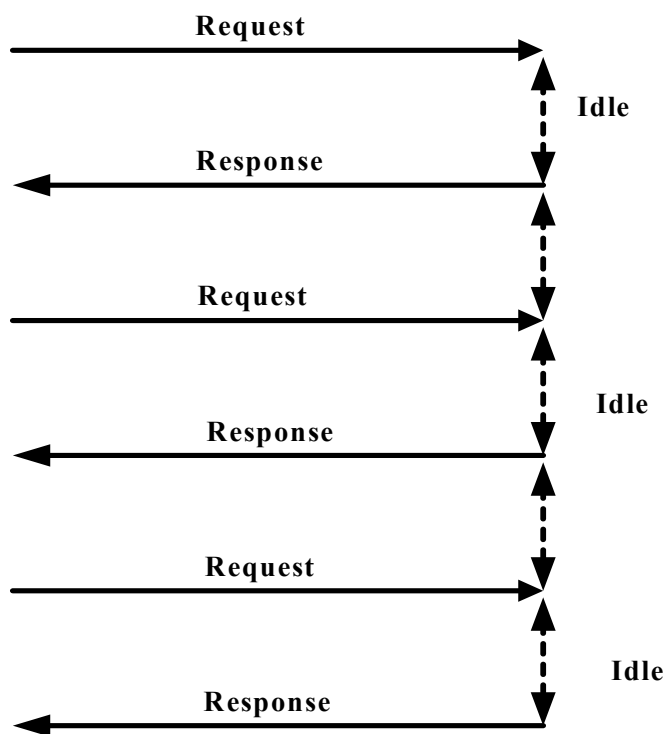 Request
Idle
Response
Request
Idle
Response
Request
Idle
Response